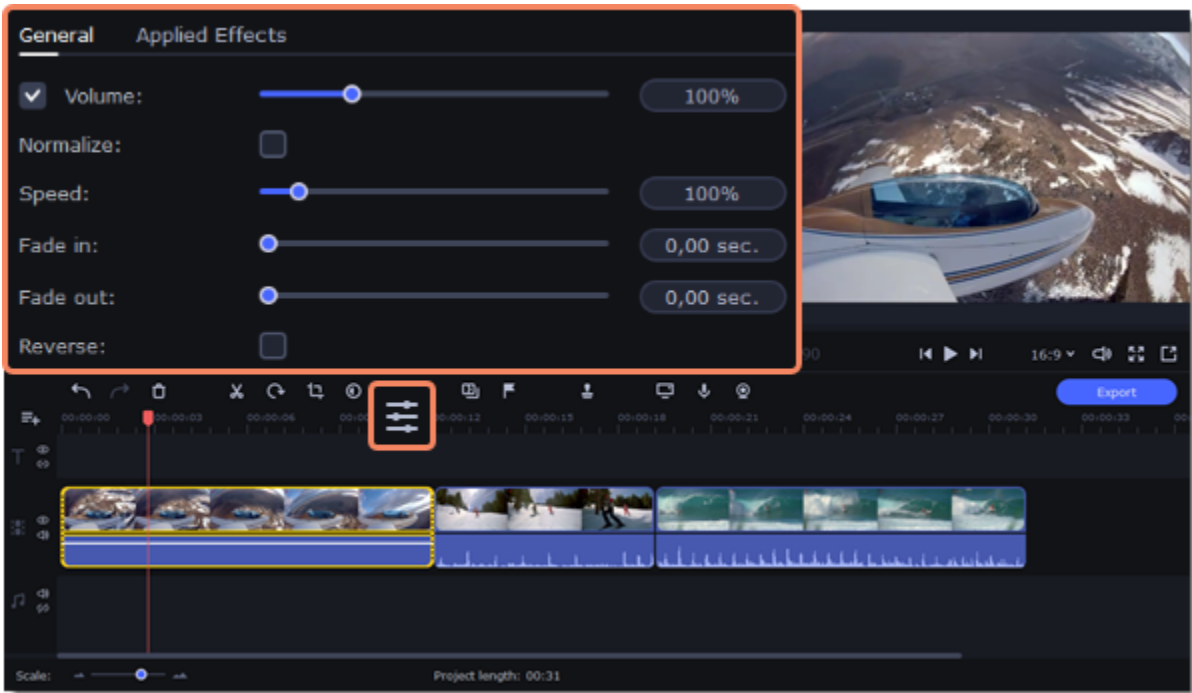 General Applied Effects
Volume: 100%
Normalize:
Speed: 100%
Fade in: 0,00 sec.
Fade out: 0,00 sec.
Reverse:
16:9
Export
00:00:00 00:00:03 00:00:06 00:00:12 00:00:15 00:00:18 00:00:21 00:00:24 00:00:27 00:00:30 00:00:33
T
Scale: Project length: 00:31